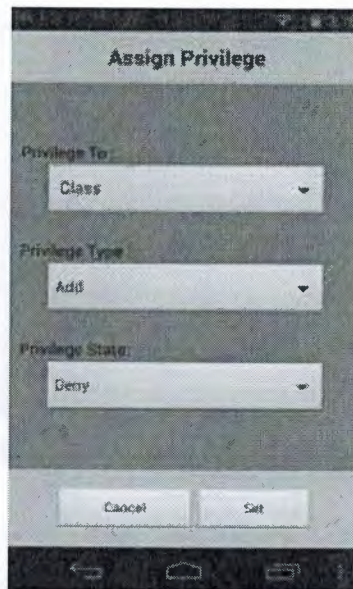 Assign Privilege
Privilege To:
Class
Privilege Type:
Add
Privilege State:
Deny
Cancel
Set